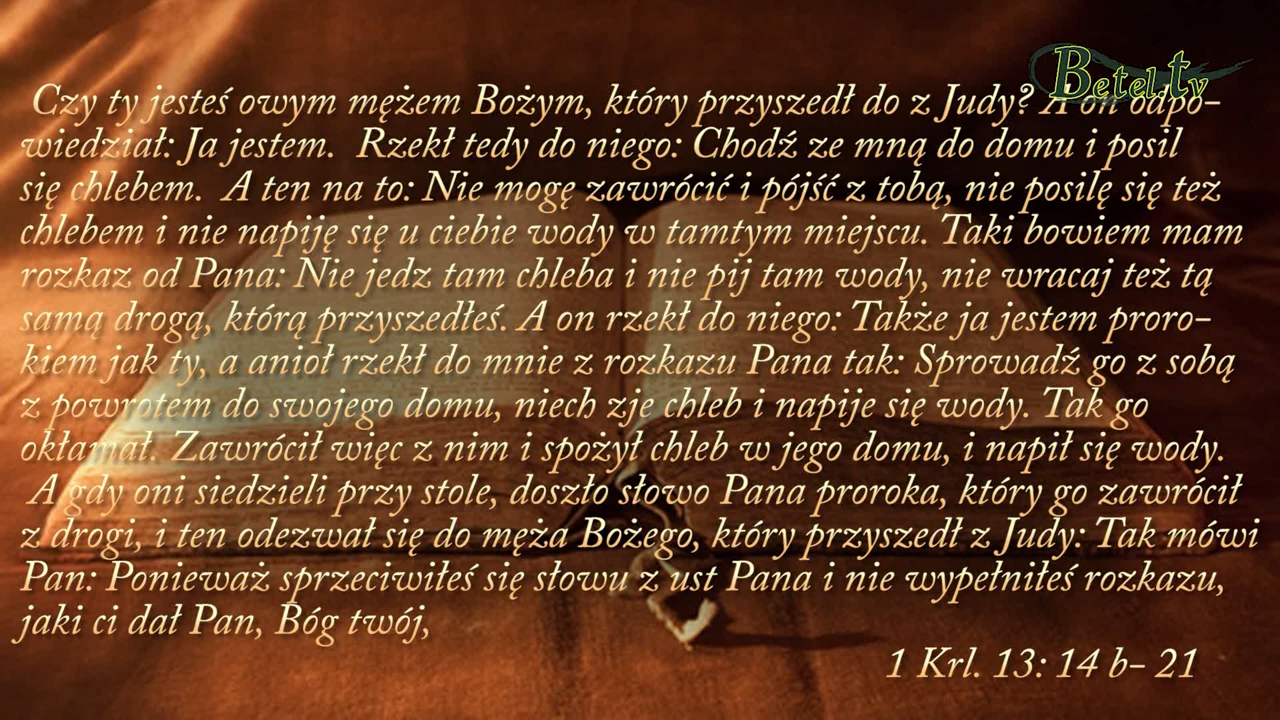 Betel.tv
Czy ty jesteś owym mężem Bożym, który przyszedł do z Judy? A on odpo-
wiedział: Ja jestem. Rzekł tedy do niego: Chodź ze mną do domu i posil
się chlebem. A ten na to: Nie mogę zawrócić i pójść z tobą, nie posilę się też
chlebem i nie napiję się u ciebie wody w tamtym miejscu. Taki bowiem mam
rozkaz od Pana: Nie jedz tam chleba i nie pij tam wody, nie wracaj też tą
samą drogą, którą przyszedłeś. A on rzekł do niego: Także ja jestem proro-
kiem jak ty, a anioł rzekł do mnie z rozkazu Pana tak: Sprowadź go z sobą
z powrotem do swojego domu, niech zje chleb i napije się wody. Tak go
okłamał. Zawrócił więc z nim i spożył chleb w jego domu, i napił się wody.
A gdy oni siedzieli przy stole, doszło słowo Pana proroka, który go zawrócił
z drogi, i ten odezwał się do męża Bożego, który przyszedł z Judy: Tak mówi
Pan: Ponieważ sprzeciwiłeś się słowu z ust Pana i nie wypełniłeś rozkazu,
jaki ci dał Pan, Bóg twój,
1 Krl. 13: 14 b- 21